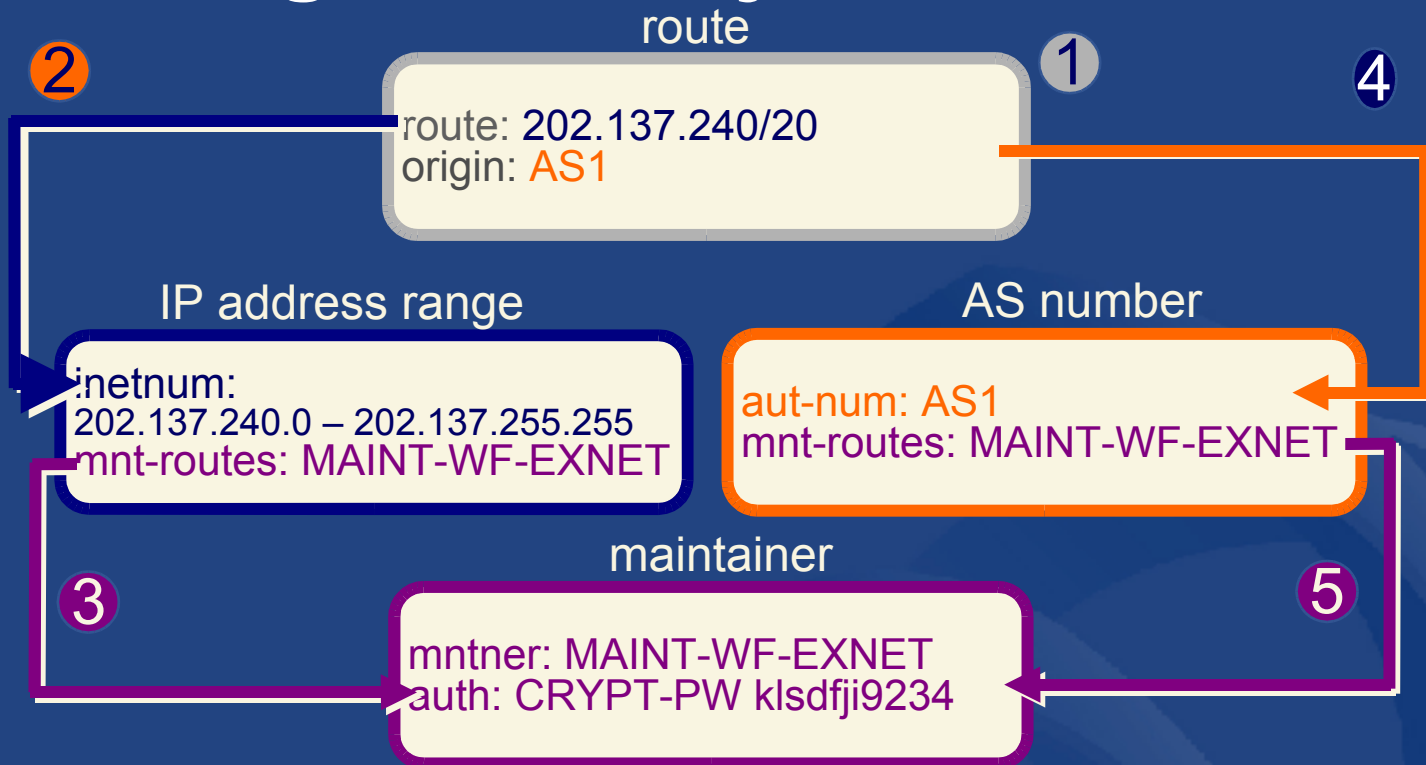 route
2
1
4
route: 202.137.240/20
origin: AS1
IP address range
AS number
inetnum:
202.137.240.0 – 202.137.255.255
mnt-routes: MAINT-WF-EXNET
aut-num: AS1
mnt-routes: MAINT-WF-EXNET
maintainer
3
5
mntner: MAINT-WF-EXNET
auth: CRYPT-PW klsdfji9234